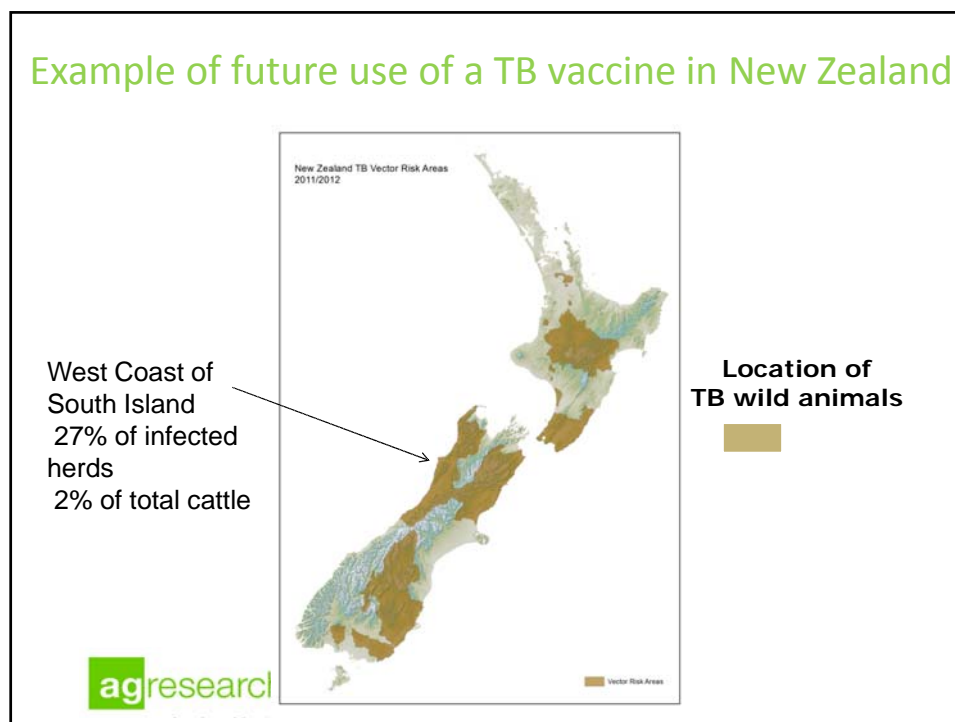 Example of future use of a TB vaccine in New Zealand
New Zealand TB Vector Risk Areas
2011/2012
West Coast of
South Island
27% of infected
herds
2% of total cattle
Location of
TB wild animals
Vector Risk Areas
agresearch